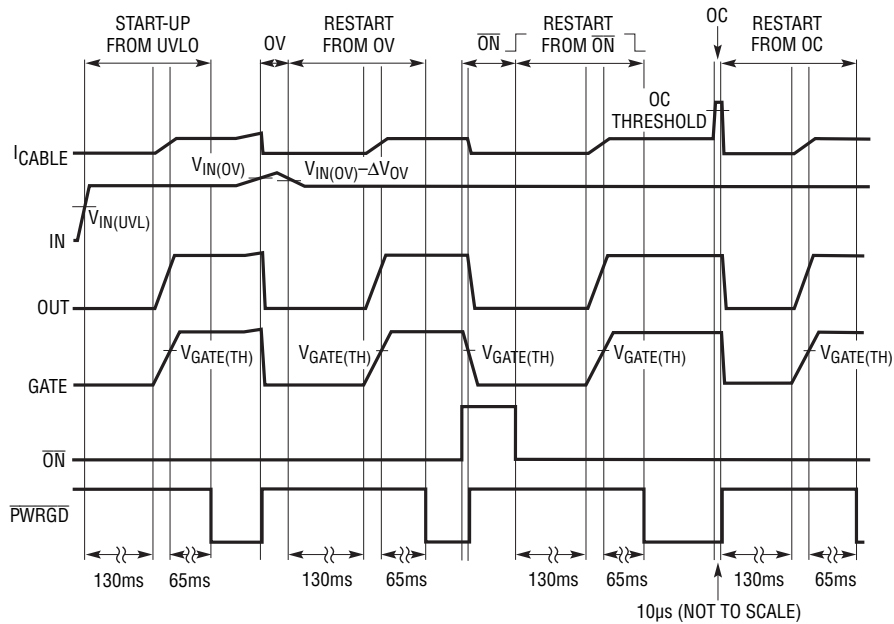 START-UP
FROM UVLO
OV
RESTART
FROM OV
ON
RESTART
FROM ON
OC
RESTART
FROM OC
OC
THRESHOLD
ICABLE
VIN(OV)
VIN(OV)–ΔVOV
VIN(UVL)
IN
OUT
VGATE(TH)
VGATE(TH)
VGATE(TH)
VGATE(TH)
VGATE(TH)
GATE
ON
PWRGD
130ms
65ms
130ms
65ms
130ms
65ms
130ms
65ms
10µs (NOT TO SCALE)